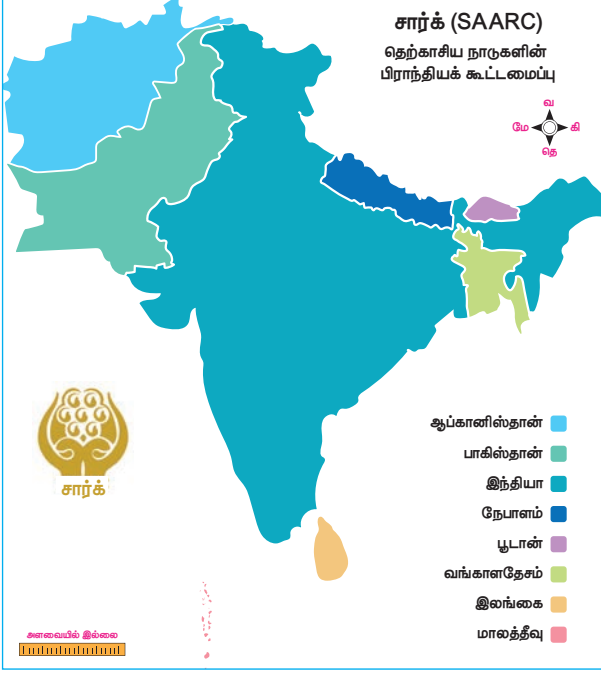 சார்க் (SAARC)
தெற்காசிய நாடுகளின்
பிராந்தியக் கூட்டமைப்பு
வ
மே
கி
தெ
சார்க்
ஆப்கானிஸ்தான்
பாகிஸ்தான்
இந்தியா
நேபாளம்
பூடான்
வங்காளதேசம்
இலங்கை
மாலத்தீவு
அளவையில் இல்லை